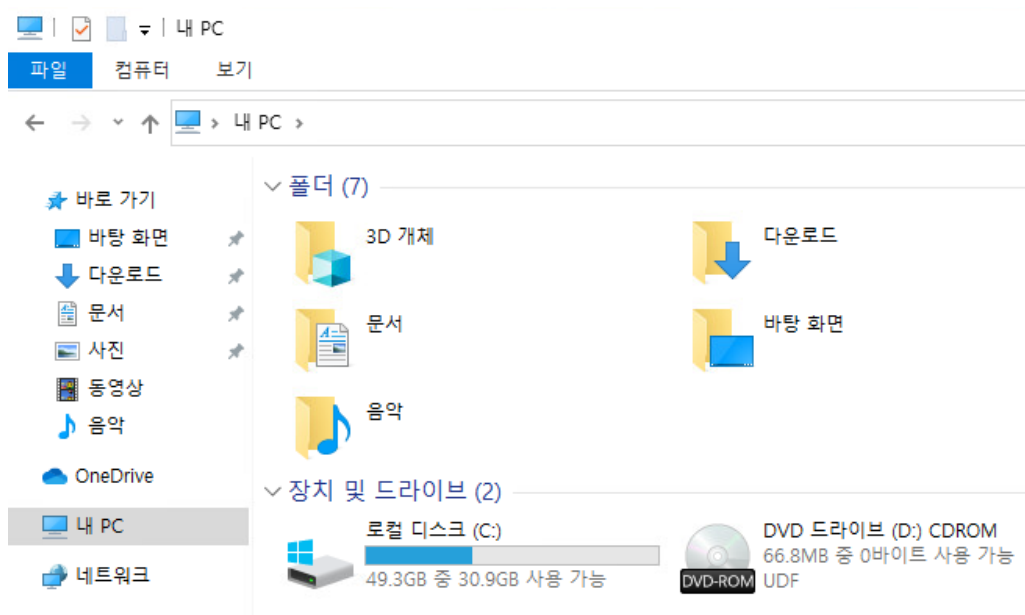 내 PC
파일 컴퓨터 보기
내 PC
바로 가기
바탕 화면
다운로드
문서
사진
동영상
음악
OneDrive
내 PC
네트워크
폴더 (7)
3D 개체
다운로드
문서
바탕 화면
음악
장치 및 드라이브 (2)
로컬 디스크 (C:)
49.3GB 중 30.9GB 사용 가능
DVD 드라이브 (D:) CDROM
66.8MB 중 0바이트 사용 가능
DVD-ROM UDF